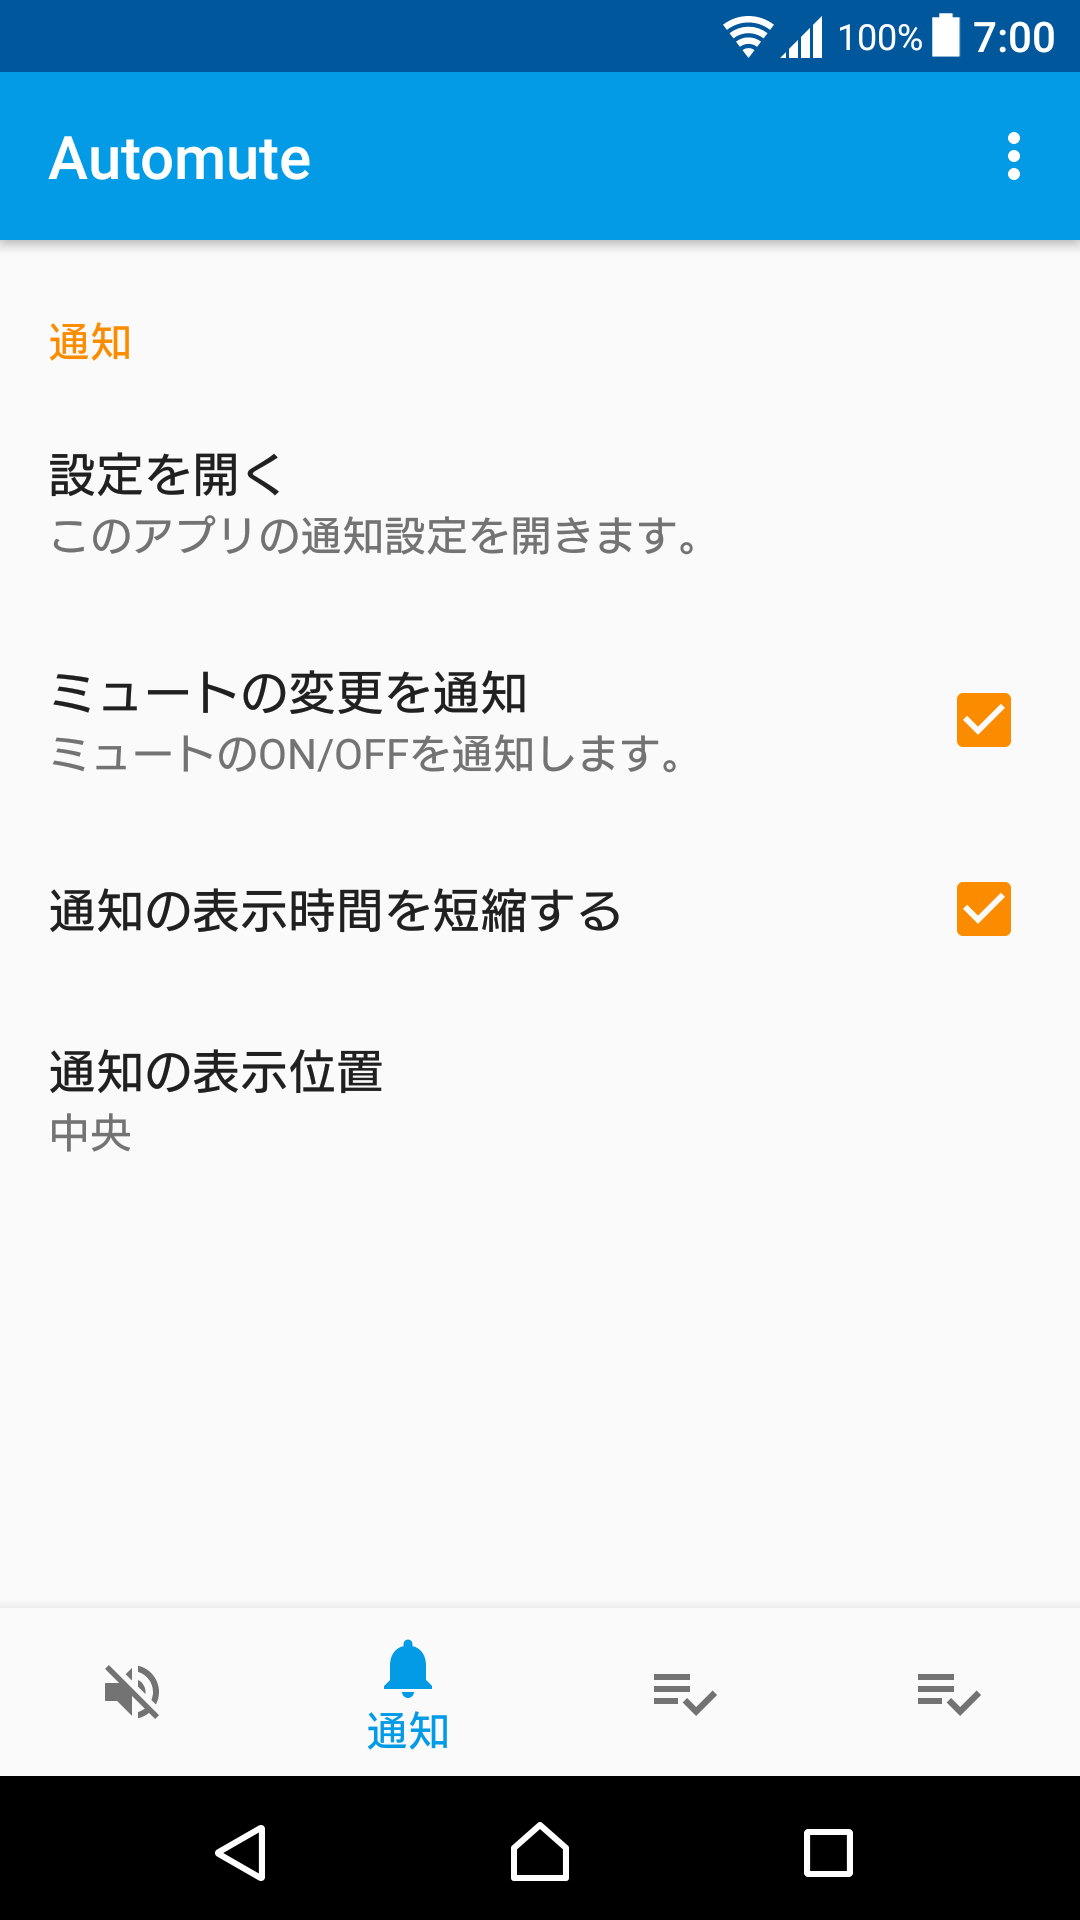 100% 7:00
Automute
通知
設定を開く
このアプリの通知設定を開きます。
ミュートの変更を通知
ミュートのON/OFFを通知します。
通知の表示時間を短縮する
通知の表示位置
中央
通知